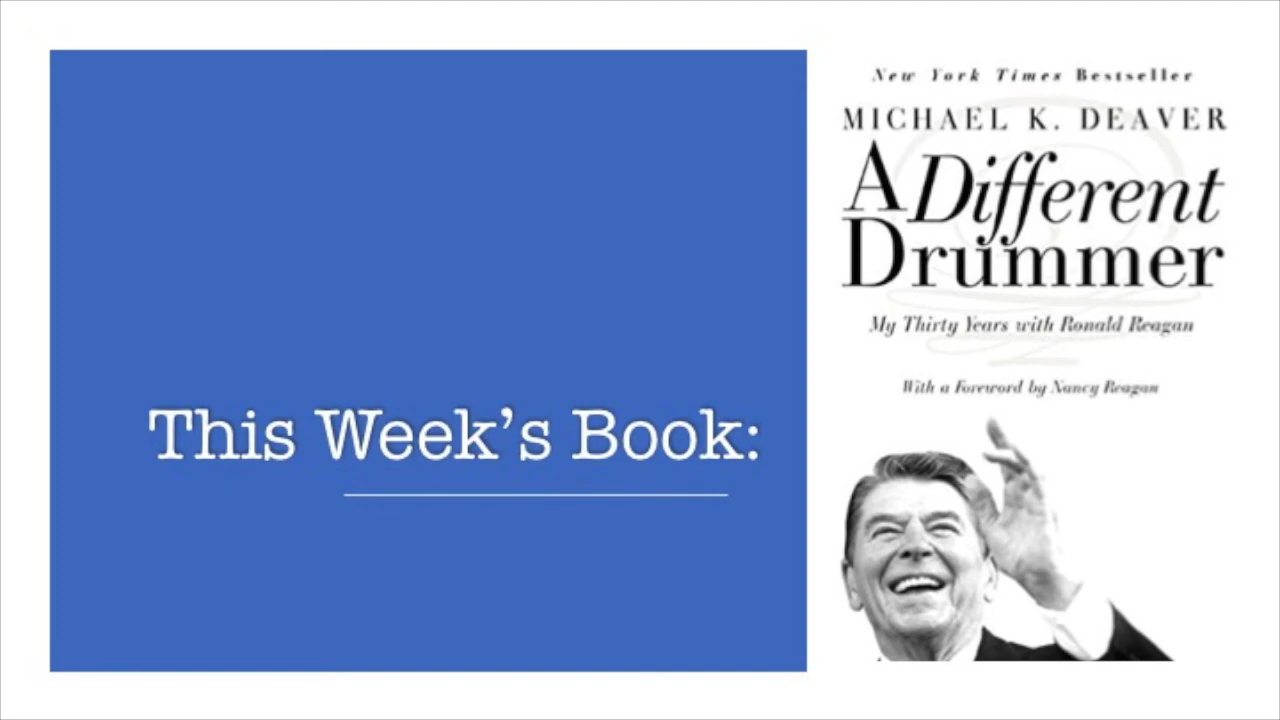 This Week's Book:
New York Times Bestseller
MICHAEL K. DEAVER
A Different
Drummer
My Thirty Years with Ronald Reagan
With a Foreword by Nancy Reagan